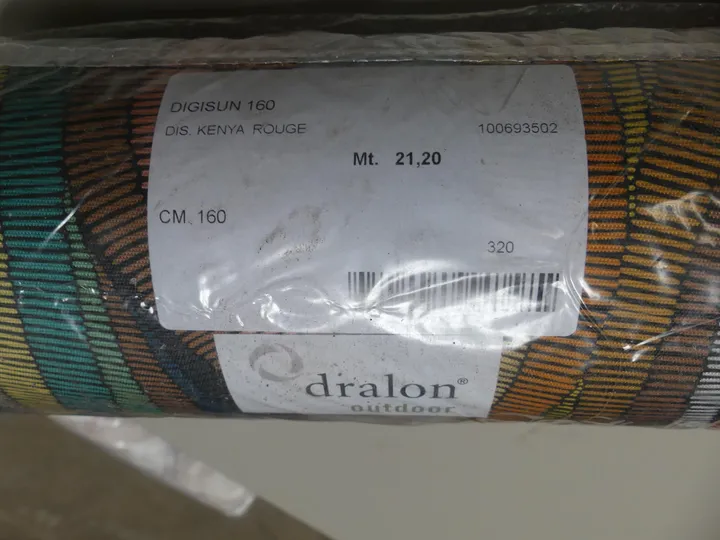 DIGISUN 160
DIS. KENYA ROUGE 100693502
Mt. 21,20
CM. 160
320
dralon®
outdoor